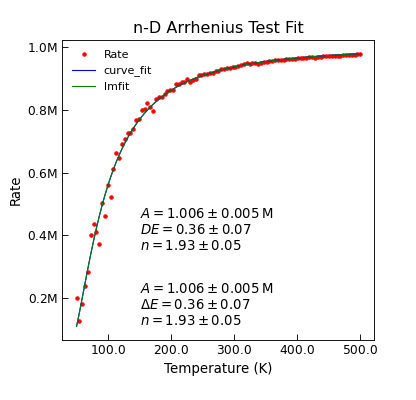 n-D Arrhenius Test Fit
1.0M
0.8M
0.6M
0.4M
0.2M
Rate
Rate
curve_fit
lmfit
A = 1.006 ± 0.005 M
DE = 0.36 ± 0.07
n = 1.93 ± 0.05
A = 1.006 ± 0.005 M
ΔE = 0.36 ± 0.07
n = 1.93 ± 0.05
100.0 200.0 300.0 400.0 500.0
Temperature (K)